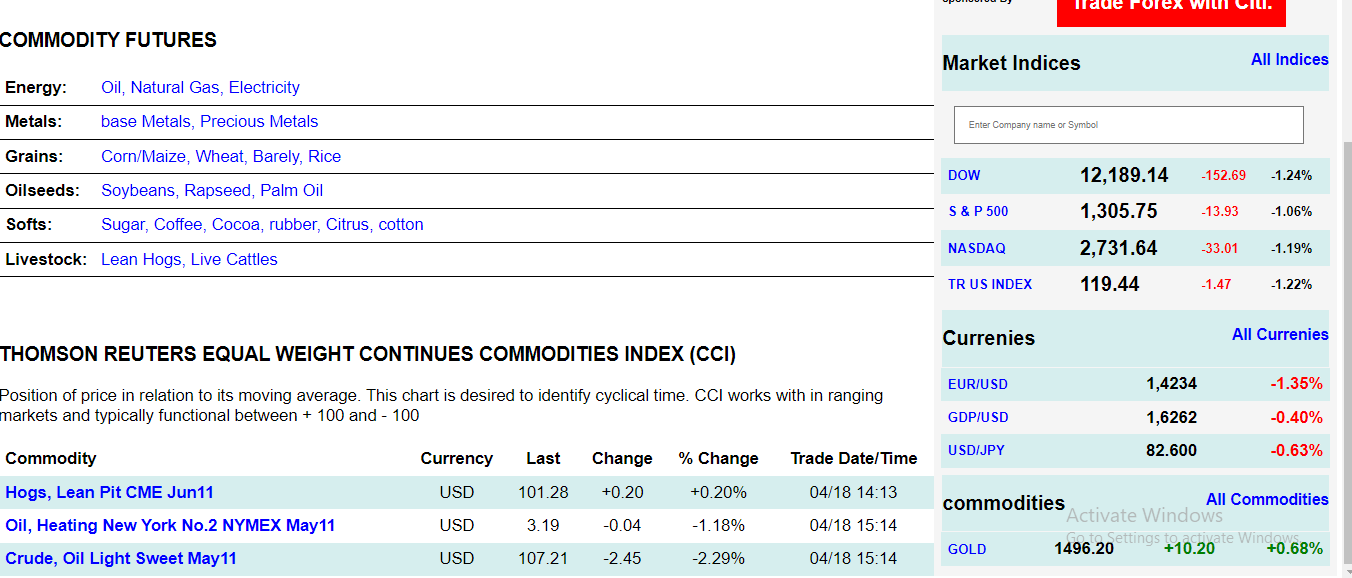 COMMODITY FUTURES
Energy: Oil, Natural Gas, Electricity
Metals: base Metals, Precious Metals
Grains: Corn/Maize, Wheat, Barely, Rice
Oilseeds: Soybeans, Rapseed, Palm Oil
Softs: Sugar, Coffee, Cocoa, rubber, Citrus, cotton
Livestock: Lean Hogs, Live Cattles
THOMSON REUTERS EQUAL WEIGHT CONTINUES COMMODITIES INDEX (CCI)
Position of price in relation to its moving average. This chart is desired to identify cyclical time. CCI works with in ranging
markets and typically functional between + 100 and - 100
Commodity Currency Last Change % Change Trade Date/Time
Hogs, Lean Pit CME Jun11 USD 101.28 +0.20 +0.20% 04/18 14:13
Oil, Heating New York No.2 NYMEX May11 USD 3.19 -0.04 -1.18% 04/18 15:14
Crude, Oil Light Sweet May11 USD 107.21 -2.45 -2.29% 04/18 15:14
Sponsored By
Trade Forex with Citi.
Market Indices All Indices
Enter Company name or Symbol
DOW 12,189.14 -152.69 -1.24%
S & P 500 1,305.75 -13.93 -1.06%
NASDAQ 2,731.64 -33.01 -1.19%
TR US INDEX 119.44 -1.47 -1.22%
Currenies All Currenies
EUR/USD 1,4234 -1.35%
GDP/USD 1,6262 -0.40%
USD/JPY 82.600 -0.63%
commodities All Commodities
Activate Windows
Go to Settings to activate Windows.
GOLD 1496.20 +10.20 +0.68%